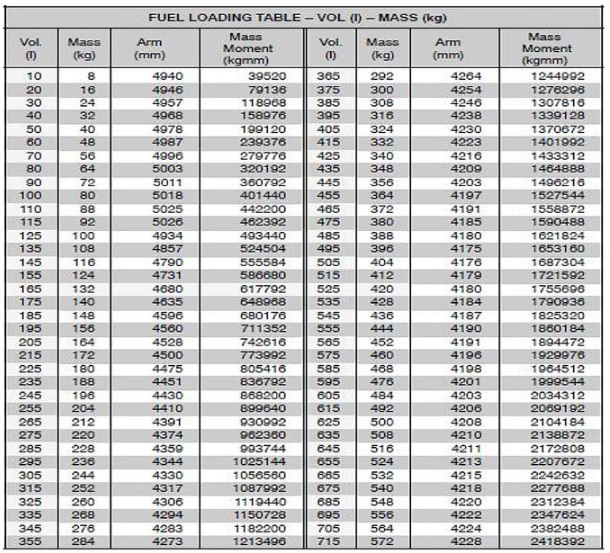 FUEL LOADING TABLE – VOL (l) – MASS (kg)
Vol. (l) Mass (kg) Arm (mm) Mass Moment (kgmm) Vol. (l) Mass (kg) Arm (mm) Mass Moment (kgmm)
10 8 4940 39520 365 292 4264 1244992
20 16 4946 79136 375 300 4254 1276296
30 24 4957 118968 385 308 4246 1307816
40 32 4968 158976 395 316 4238 1339128
50 40 4978 199120 405 324 4230 1370672
60 48 4987 239376 415 332 4223 1401992
70 56 4996 279776 425 340 4216 1433312
80 64 5003 320192 435 348 4209 1464888
90 72 5011 360792 445 356 4203 1496216
100 80 5018 401440 455 364 4197 1527544
110 88 5025 442200 465 372 4191 1558872
115 92 5026 462392 475 380 4185 1590488
125 100 4934 493440 485 388 4180 1621824
135 108 4857 524504 495 396 4175 1653160
145 116 4790 555584 505 404 4176 1687304
155 124 4731 586680 515 412 4179 1721592
165 132 4680 617792 525 420 4180 1755696
175 140 4635 648968 535 428 4184 1790936
185 148 4596 680176 545 436 4187 1825320
195 156 4560 711352 555 444 4190 1860184
205 164 4528 742616 565 452 4191 1894472
215 172 4500 773992 575 460 4196 1929976
225 180 4475 805416 585 468 4198 1964512
235 188 4451 836792 595 476 4201 1999544
245 196 4430 868200 605 484 4203 2034312
255 204 4410 899640 615 492 4206 2069192
265 212 4391 930992 625 500 4208 2104184
275 220 4374 962360 635 508 4210 2138872
285 228 4359 993744 645 516 4211 2172808
295 236 4344 1025144 655 524 4213 2207672
305 244 4330 1056560 665 532 4215 2242632
315 252 4317 1087992 675 540 4218 2277688
325 260 4306 1119440 685 548 4220 2312384
335 268 4294 1150728 695 556 4222 2347624
345 276 4283 1182200 705 564 4224 2382488
355 284 4273 1213496 715 572 4228 2418392